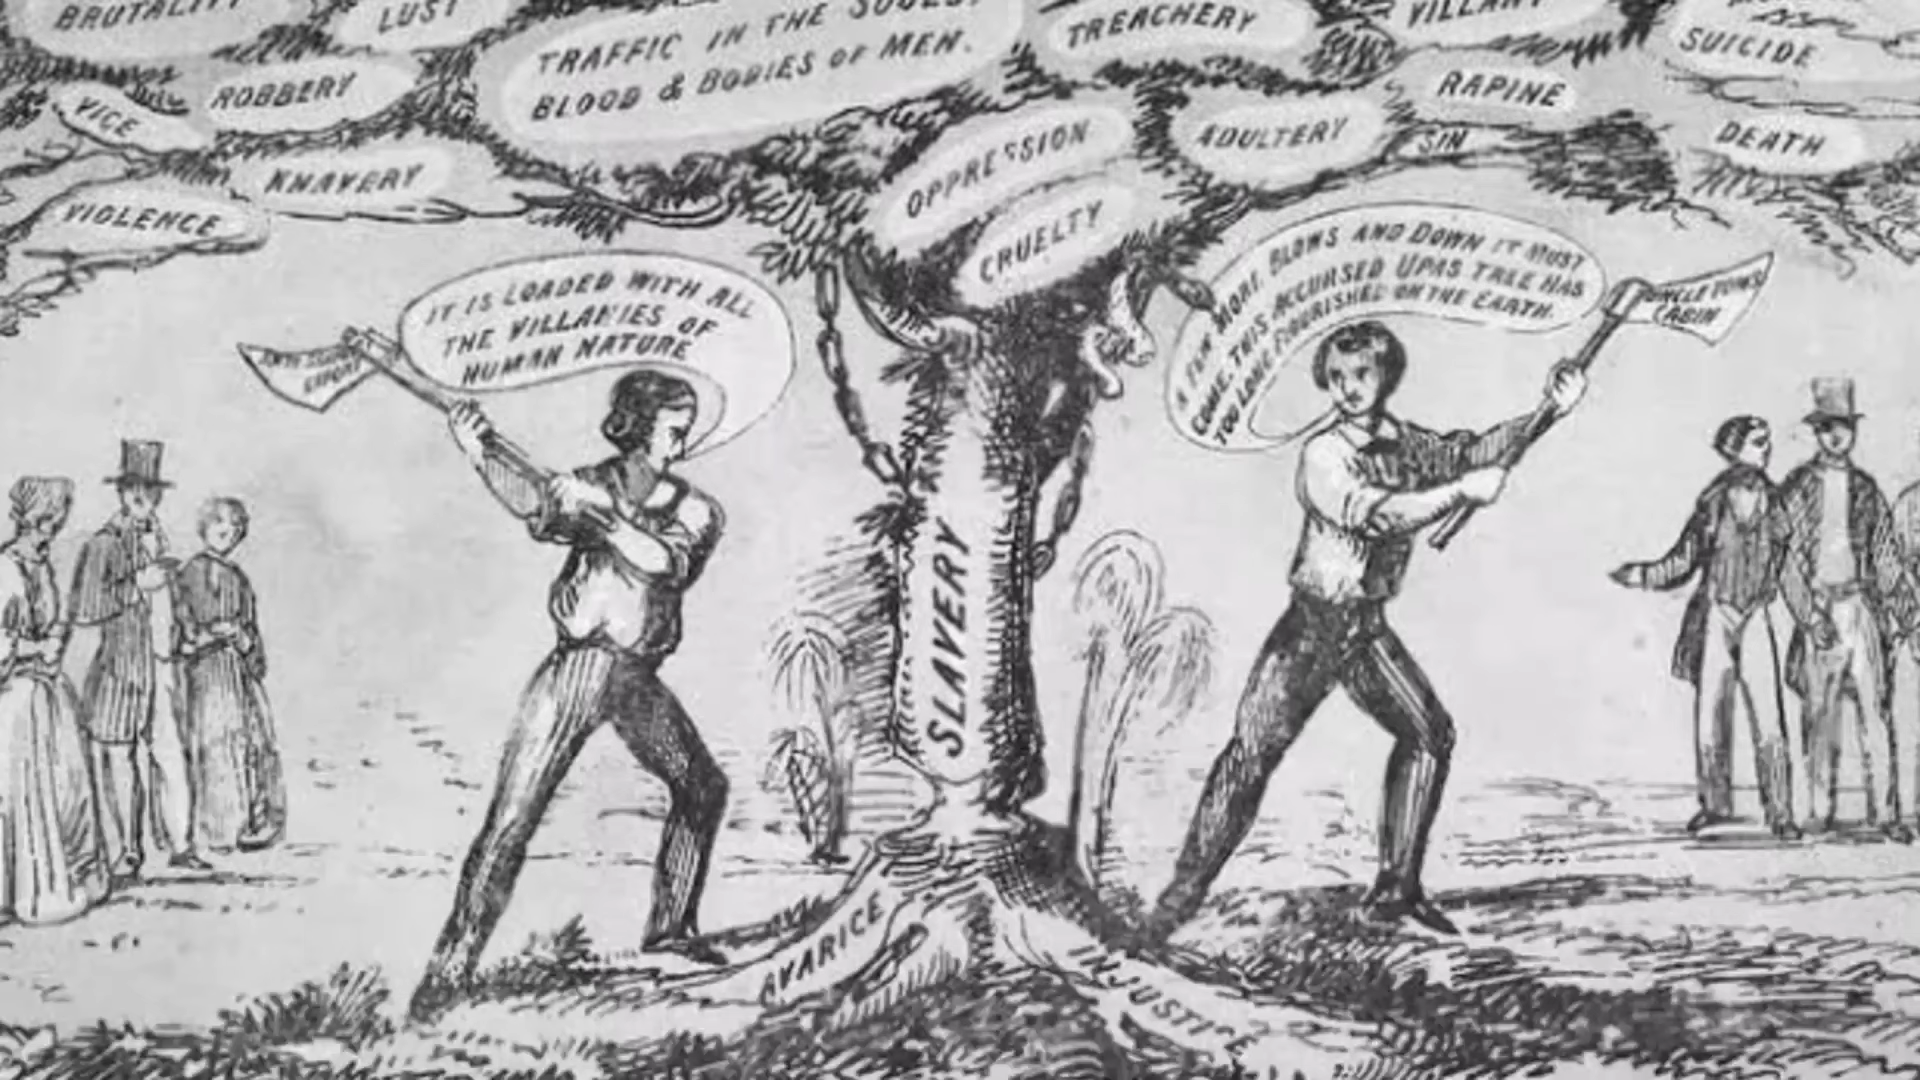 BRUTALITY
LUST
TRAFFIC IN THE SOULS.
BLOOD & BODIES OF MEN.
TREACHERY
VILLANY
SUICIDE
VICE
ROBBERY
RAPINE
OPPRESSION
ADULTERY
SIN
DEATH
KNAVERY
CRUELTY
VIOLENCE
IT IS LOADED WITH ALL
THE VILLANIES OF
HUMAN NATURE
A FEW MORE BLOWS AND DOWN IT MUST
COME. THIS ACCURSED UPAS TREE HAS
TOO LONG FLOURISHED ON THE EARTH.
UNCLE TOM'S
CABIN
SLAVERY
AVARICE
INJUSTICE